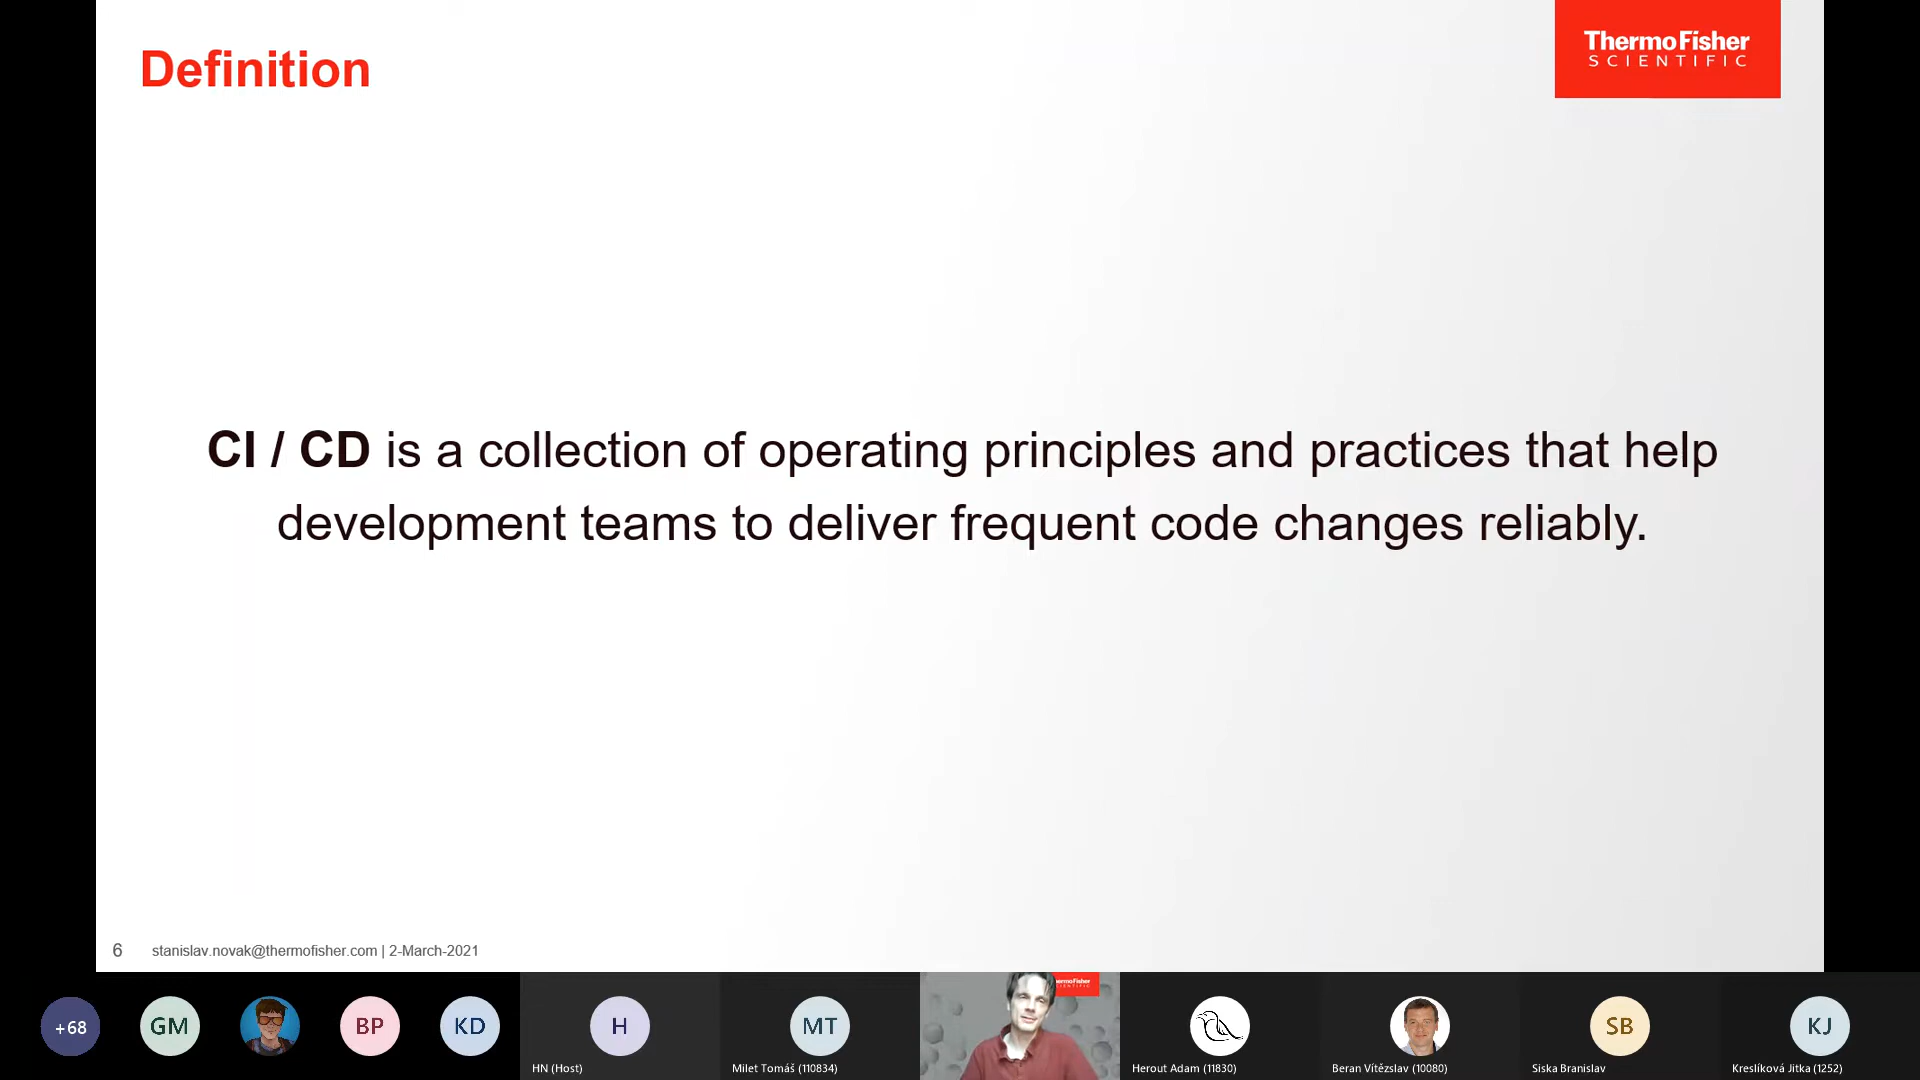 Definition
ThermoFisher
SCIENTIFIC
CI / CD is a collection of operating principles and practices that help
development teams to deliver frequent code changes reliably.
6
stanislav.novak@thermofisher.com | 2-March-2021
+68
GM
BP
KD
H
HN (Host)
MT
Milet Tomáš (110834)
Herout Adam (11830)
Beran Vítězslav (10080)
SB
Siska Branislav
KJ
Kreslíková Jitka (1252)